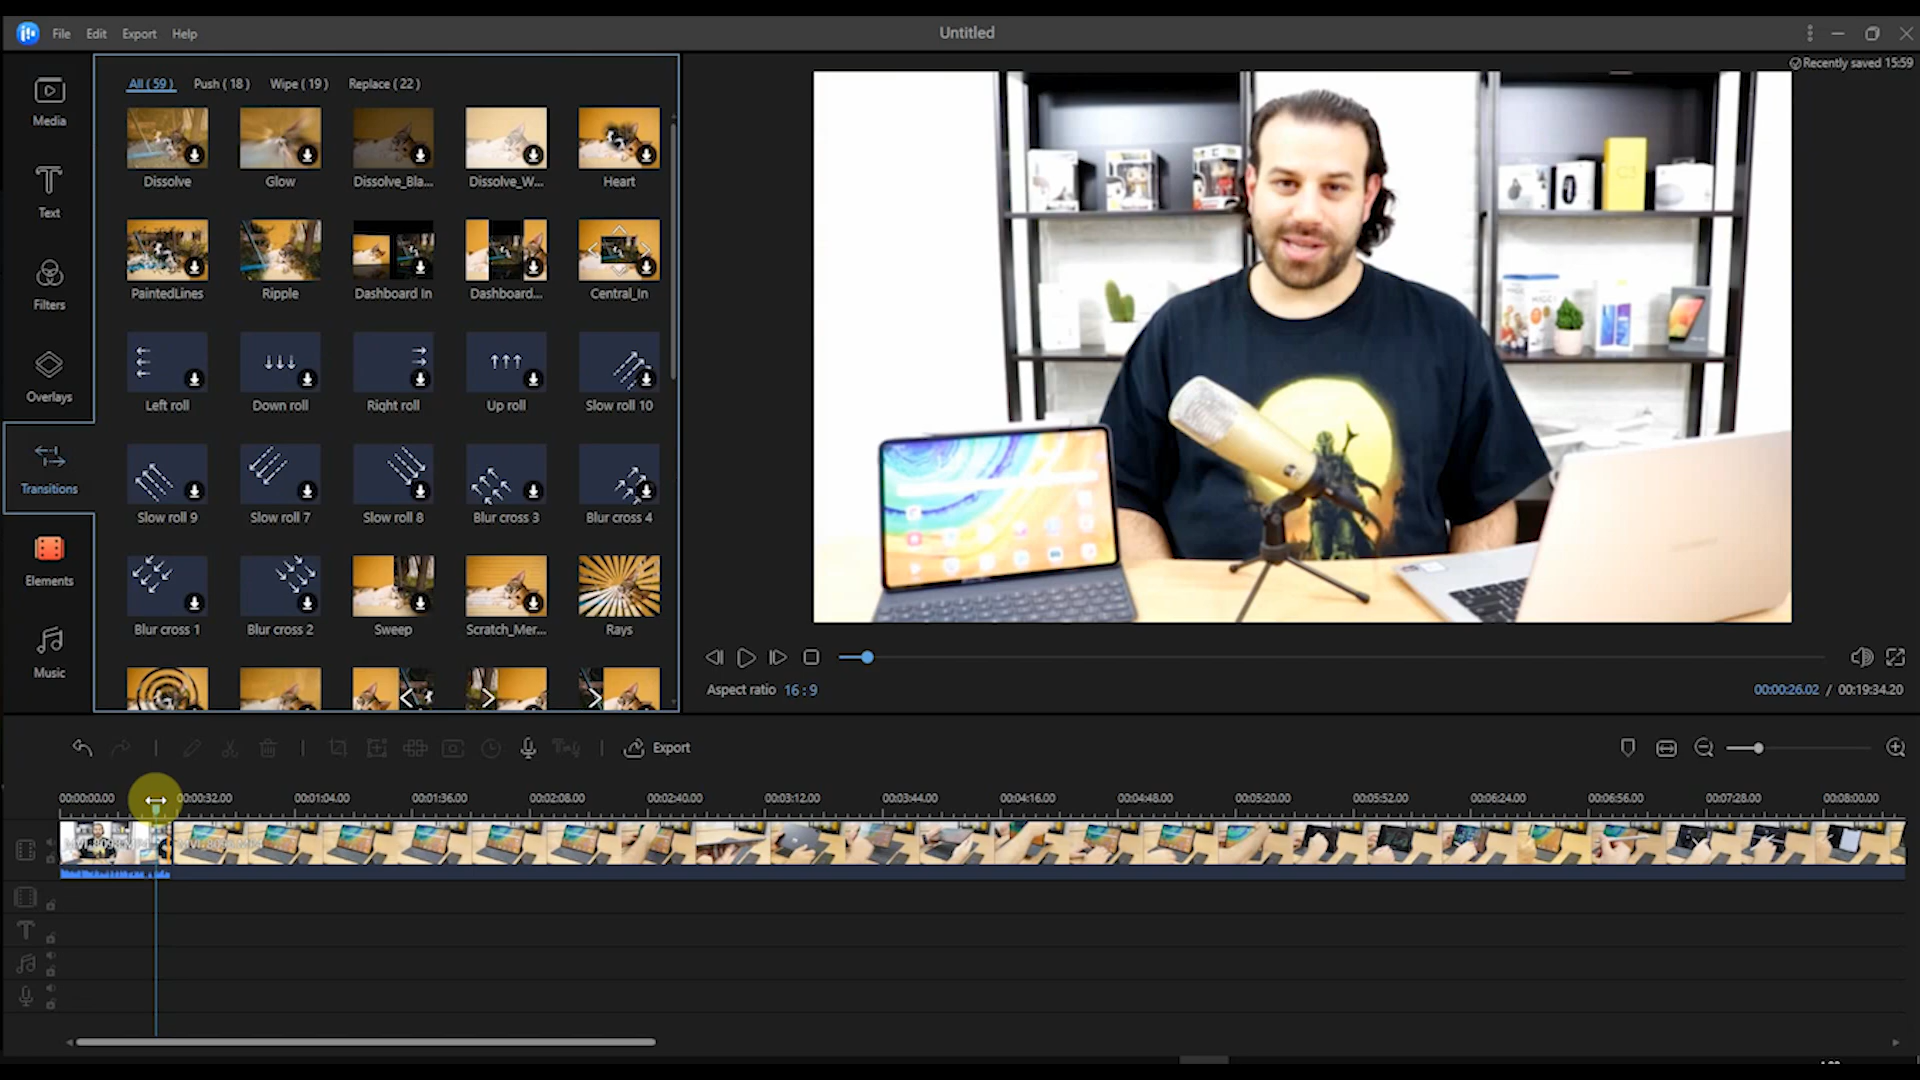 File Edit Export Help
Untitled
Recently saved 15:59
Media
Text
Filters
Overlays
Transitions
Elements
Music
All ( 59 ) Push ( 18 ) Wipe ( 19 ) Replace ( 22 )
Dissolve Glow Dissolve_Bla... Dissolve_W... Heart
PaintedLines Ripple Dashboard In Dashboard... Central_In
Left roll Down roll Right roll Up roll Slow roll 10
Slow roll 9 Slow roll 7 Slow roll 8 Blur cross 3 Blur cross 4
Blur cross 1 Blur cross 2 Sweep Scratch_Mer... Rays
Aspect ratio 16 : 9
00:00:26.02 / 00:19:34.20
Export
00:00:00.00 00:00:32.00 00:01:04.00 00:01:36.00 00:02:08.00 00:02:40.00 00:03:12.00 00:03:44.00 00:04:16.00 00:04:48.00 00:05:20.00 00:05:52.00 00:06:24.00 00:06:56.00 00:07:28.00 00:08:00.00